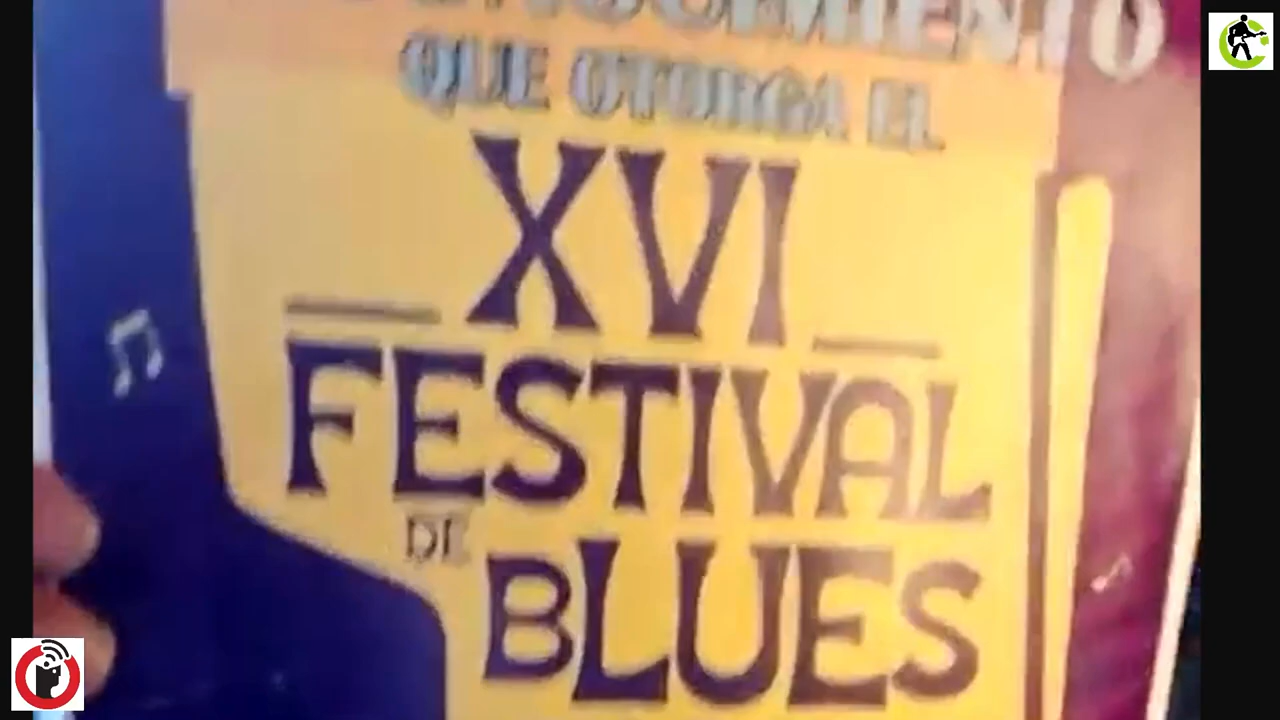 QUE OTORGA EL
XVI
FESTIVAL
DE
BLUES